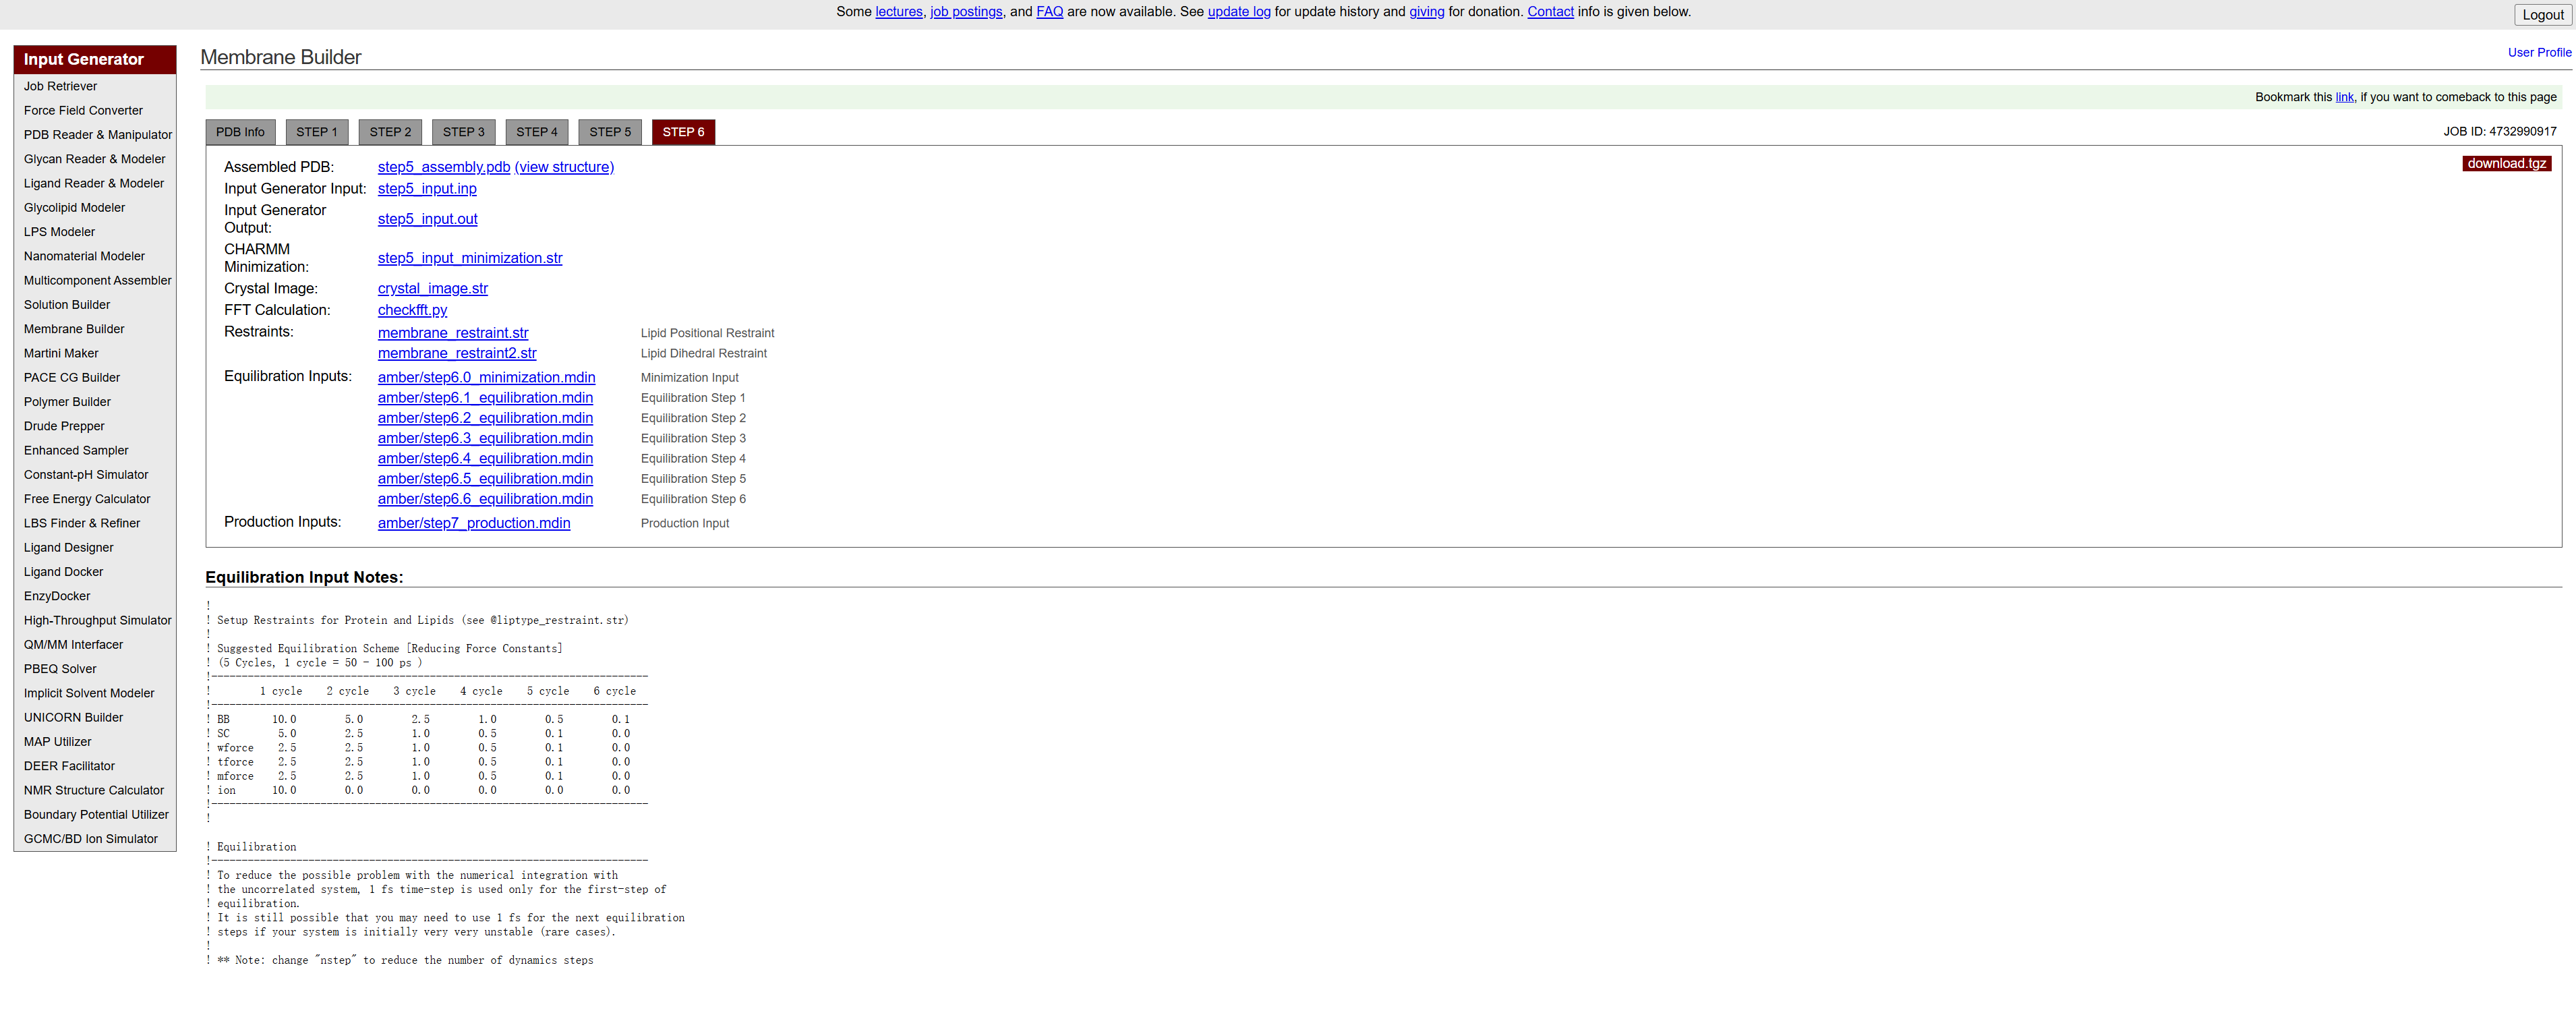 Some lectures, job postings, and FAQ are now available. See update log for update history and giving for donation. Contact info is given below.
Logout
Input Generator
Job Retriever
Force Field Converter
PDB Reader & Manipulator
Glycan Reader & Modeler
Ligand Reader & Modeler
Glycolipid Modeler
LPS Modeler
Nanomaterial Modeler
Multicomponent Assembler
Solution Builder
Membrane Builder
Martini Maker
PACE CG Builder
Polymer Builder
Drude Prepper
Enhanced Sampler
Constant-pH Simulator
Free Energy Calculator
LBS Finder & Refiner
Ligand Designer
Ligand Docker
EnzyDocker
High-Throughput Simulator
QM/MM Interfacer
PBEQ Solver
Implicit Solvent Modeler
UNICORN Builder
MAP Utilizer
DEER Facilitator
NMR Structure Calculator
Boundary Potential Utilizer
GCMC/BD Ion Simulator
Membrane Builder
User Profile
Bookmark this link, if you want to comeback to this page
PDB Info STEP 1 STEP 2 STEP 3 STEP 4 STEP 5 STEP 6
JOB ID: 4732990917
download.tgz
Assembled PDB: step5_assembly.pdb (view structure)
Input Generator Input: step5_input.inp
Input Generator
Output: step5_input.out
CHARMM
Minimization: step5_input_minimization.str
Crystal Image: crystal_image.str
FFT Calculation: checkfft.py
Restraints: membrane_restraint.str Lipid Positional Restraint
membrane_restraint2.str Lipid Dihedral Restraint
Equilibration Inputs: amber/step6.0_minimization.mdin Minimization Input
amber/step6.1_equilibration.mdin Equilibration Step 1
amber/step6.2_equilibration.mdin Equilibration Step 2
amber/step6.3_equilibration.mdin Equilibration Step 3
amber/step6.4_equilibration.mdin Equilibration Step 4
amber/step6.5_equilibration.mdin Equilibration Step 5
amber/step6.6_equilibration.mdin Equilibration Step 6
Production Inputs: amber/step7_production.mdin Production Input
Equilibration Input Notes:
!
! Setup Restraints for Protein and Lipids (see @liptype_restraint.str)
!
! Suggested Equilibration Scheme [Reducing Force Constants]
! (5 Cycles, 1 cycle = 50 - 100 ps )
!------------------------------------------------------------------------
! 1 cycle 2 cycle 3 cycle 4 cycle 5 cycle 6 cycle
!------------------------------------------------------------------------
! BB 10.0 5.0 2.5 1.0 0.5 0.1
! SC 5.0 2.5 1.0 0.5 0.1 0.0
! wforce 2.5 2.5 1.0 0.5 0.1 0.0
! tforce 2.5 2.5 1.0 0.5 0.1 0.0
! mforce 2.5 2.5 1.0 0.5 0.1 0.0
! ion 10.0 0.0 0.0 0.0 0.0 0.0
!------------------------------------------------------------------------
!
! Equilibration
!------------------------------------------------------------------------
! To reduce the possible problem with the numerical integration with
! the uncorrelated system, 1 fs time-step is used only for the first-step of
! equilibration.
! It is still possible that you may need to use 1 fs for the next equilibration
! steps if your system is initially very very unstable (rare cases).
!
! ** Note: change "nstep" to reduce the number of dynamics steps